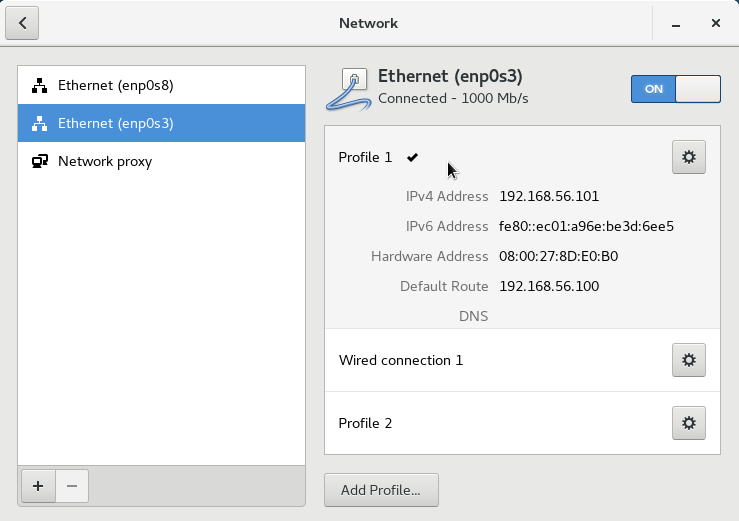 Network
Ethernet (enp0s8)
Ethernet (enp0s3)
Network proxy
Ethernet (enp0s3)
Connected - 1000 Mb/s
ON
Profile 1
IPv4 Address 192.168.56.101
IPv6 Address fe80::ec01:a96e:be3d:6ee5
Hardware Address 08:00:27:8D:E0:B0
Default Route 192.168.56.100
DNS
Wired connection 1
Profile 2
Add Profile...